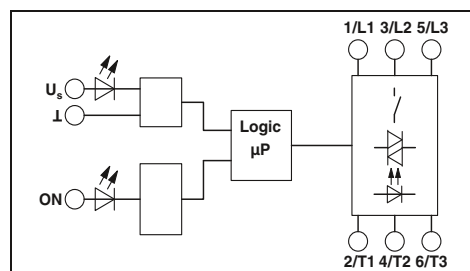 1/L1 3/L2 5/L3
Us
⊥
ON
Logic
µP
2/T1 4/T2 6/T3